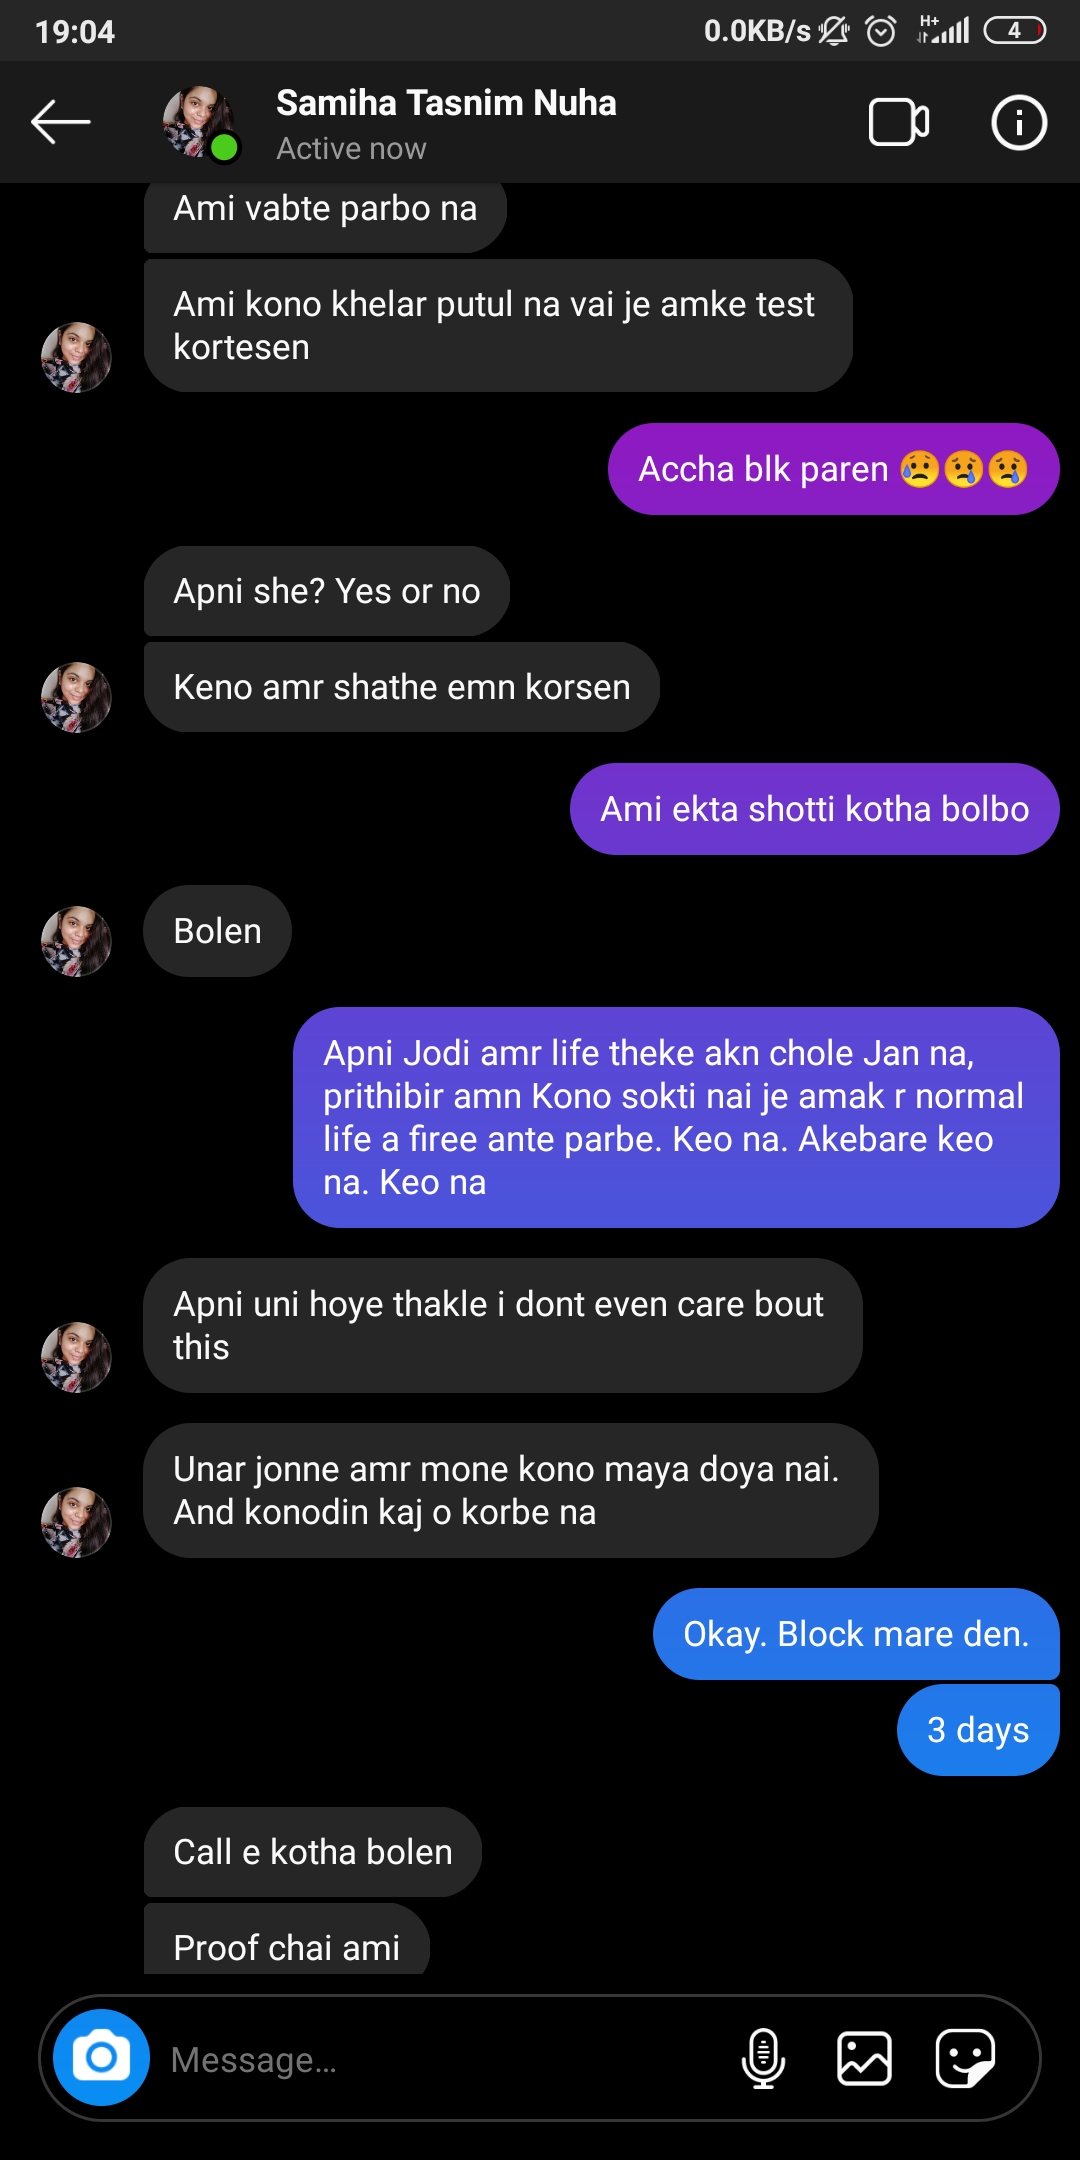 19:04
0.0KB/s H+ 4
Samiha Tasnim Nuha
Active now
Ami vabte parbo na
Ami kono khelar putul na vai je amke test
kortesen
Accha blk paren 😥😢😢
Apni she? Yes or no
Keno amr shathe emn korsen
Ami ekta shotti kotha bolbo
Bolen
Apni Jodi amr life theke akn chole Jan na,
prithibir amn Kono sokti nai je amak r normal
life a firee ante parbe. Keo na. Akebare keo
na. Keo na
Apni uni hoye thakle i dont even care bout
this
Unar jonne amr mone kono maya doya nai.
And konodin kaj o korbe na
Okay. Block mare den.
3 days
Call e kotha bolen
Proof chai ami
Message...